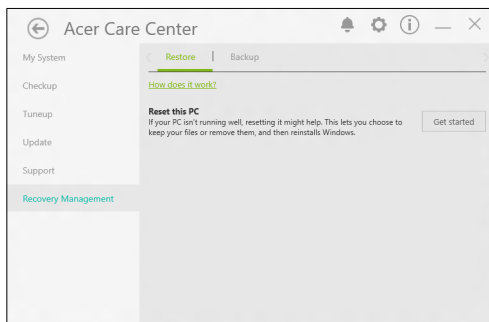 Acer Care Center
My System
Checkup
Tuneup
Update
Support
Recovery Management
Restore
Backup
How does it work?
Reset this PC
If your PC isn't running well, resetting it might help. This lets you choose to
keep your files or remove them, and then reinstalls Windows.
Get started